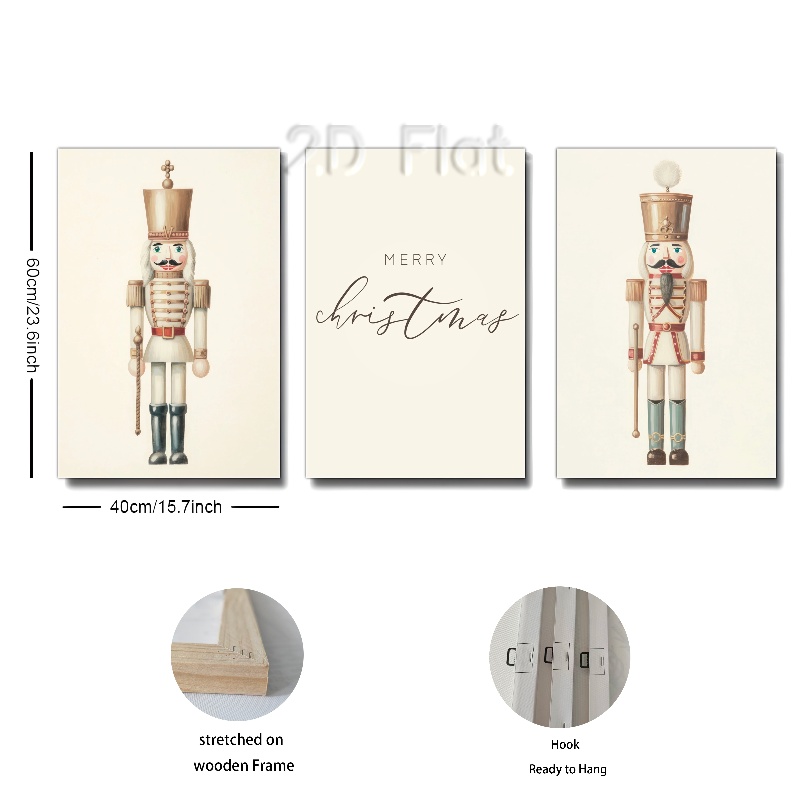 2D Flat
MERRY
christmas
60cm/23.6inch
40cm/15.7inch
stretched on
wooden Frame
Hook
Ready to Hang